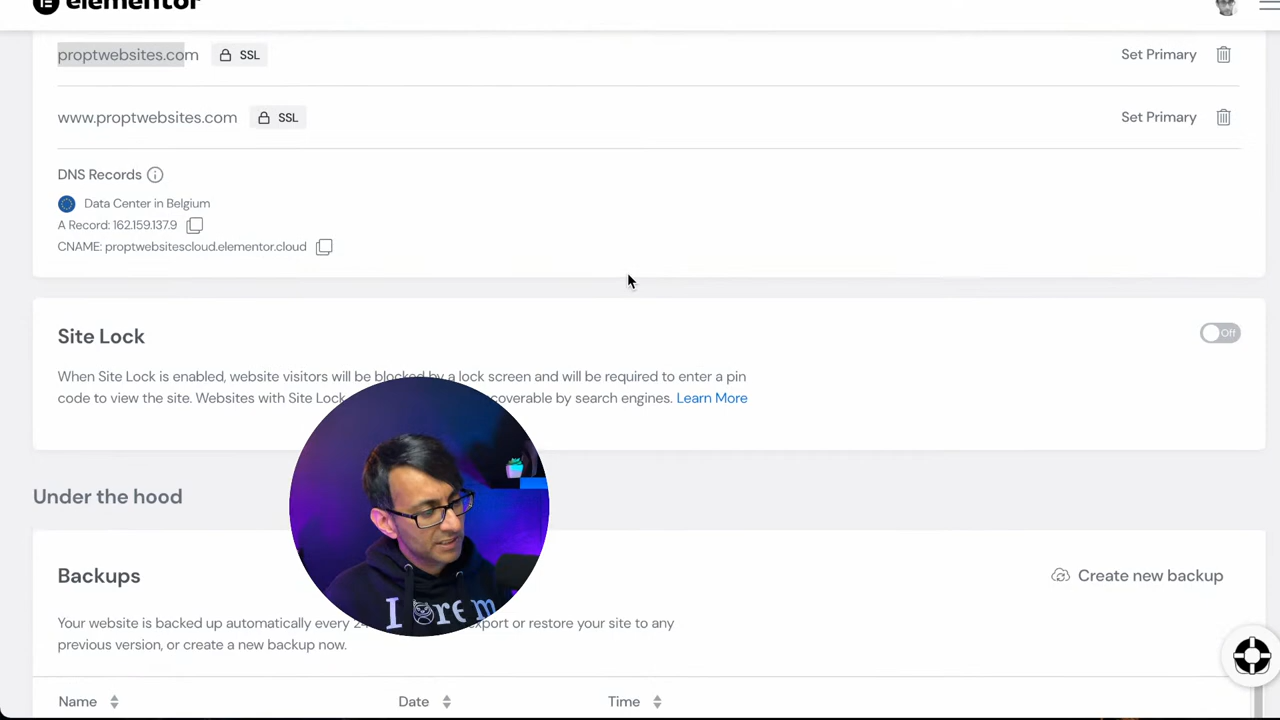 elementor
proptwebsites.com SSL Set Primary
www.proptwebsites.com SSL Set Primary
DNS Records
Data Center in Belgium
A Record: 162.159.137.9
CNAME: proptwebsitescloud.elementor.cloud
Site Lock Off
When Site Lock is enabled, website visitors will be blocked by a lock screen and will be required to enter a pin
code to view the site. Websites with Site Lock coverable by search engines. Learn More
Under the hood
Backups Create new backup
Your website is backed up automatically every export or restore your site to any
previous version, or create a new backup now.
Name Date Time
I rem